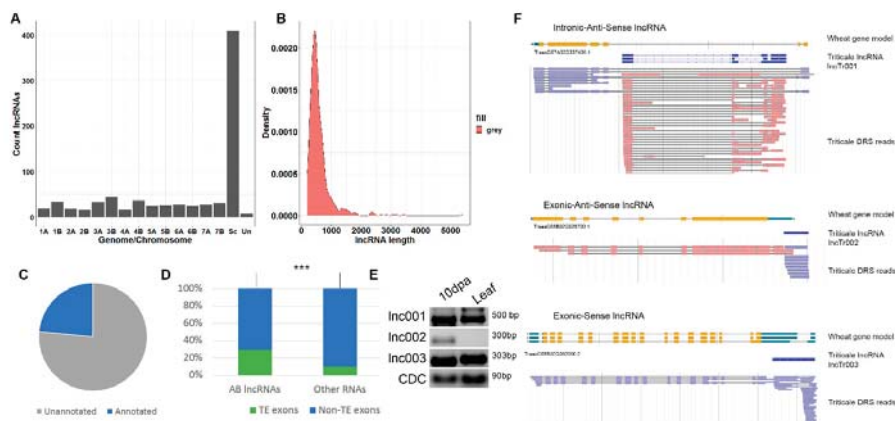 A
Count lncRNAs
400
300
200
100
0
1A 1B 2A 2B 3A 3B 4A 4B 5A 5B 6A 6B 7A 7B Sc Un
Genome/Chromosome
B
Density
0.0020
0.0015
0.0010
0.0005
0.0000
0 1000 2000 3000 4000 5000
lncRNA length
fill
grey
C
Unannotated Annotated
D
***
100%
80%
60%
40%
20%
0%
AB lncRNAs Other RNAs
TE exons Non-TE exons
E
10dpa Leaf
lnc001 500 bp
lnc002 300bp
lnc003 303bp
CDC 90bp
F
Intronic-Anti-Sense lncRNA
Wheat gene model
Triticale lncRNA
lncTr001
Triticale DRS reads
Exonic-Anti-Sense lncRNA
Wheat gene model
Triticale lncRNA
lncTr002
Triticale DRS reads
Exonic-Sense lncRNA
Wheat gene model
Triticale lncRNA
lncTr003
Triticale DRS reads